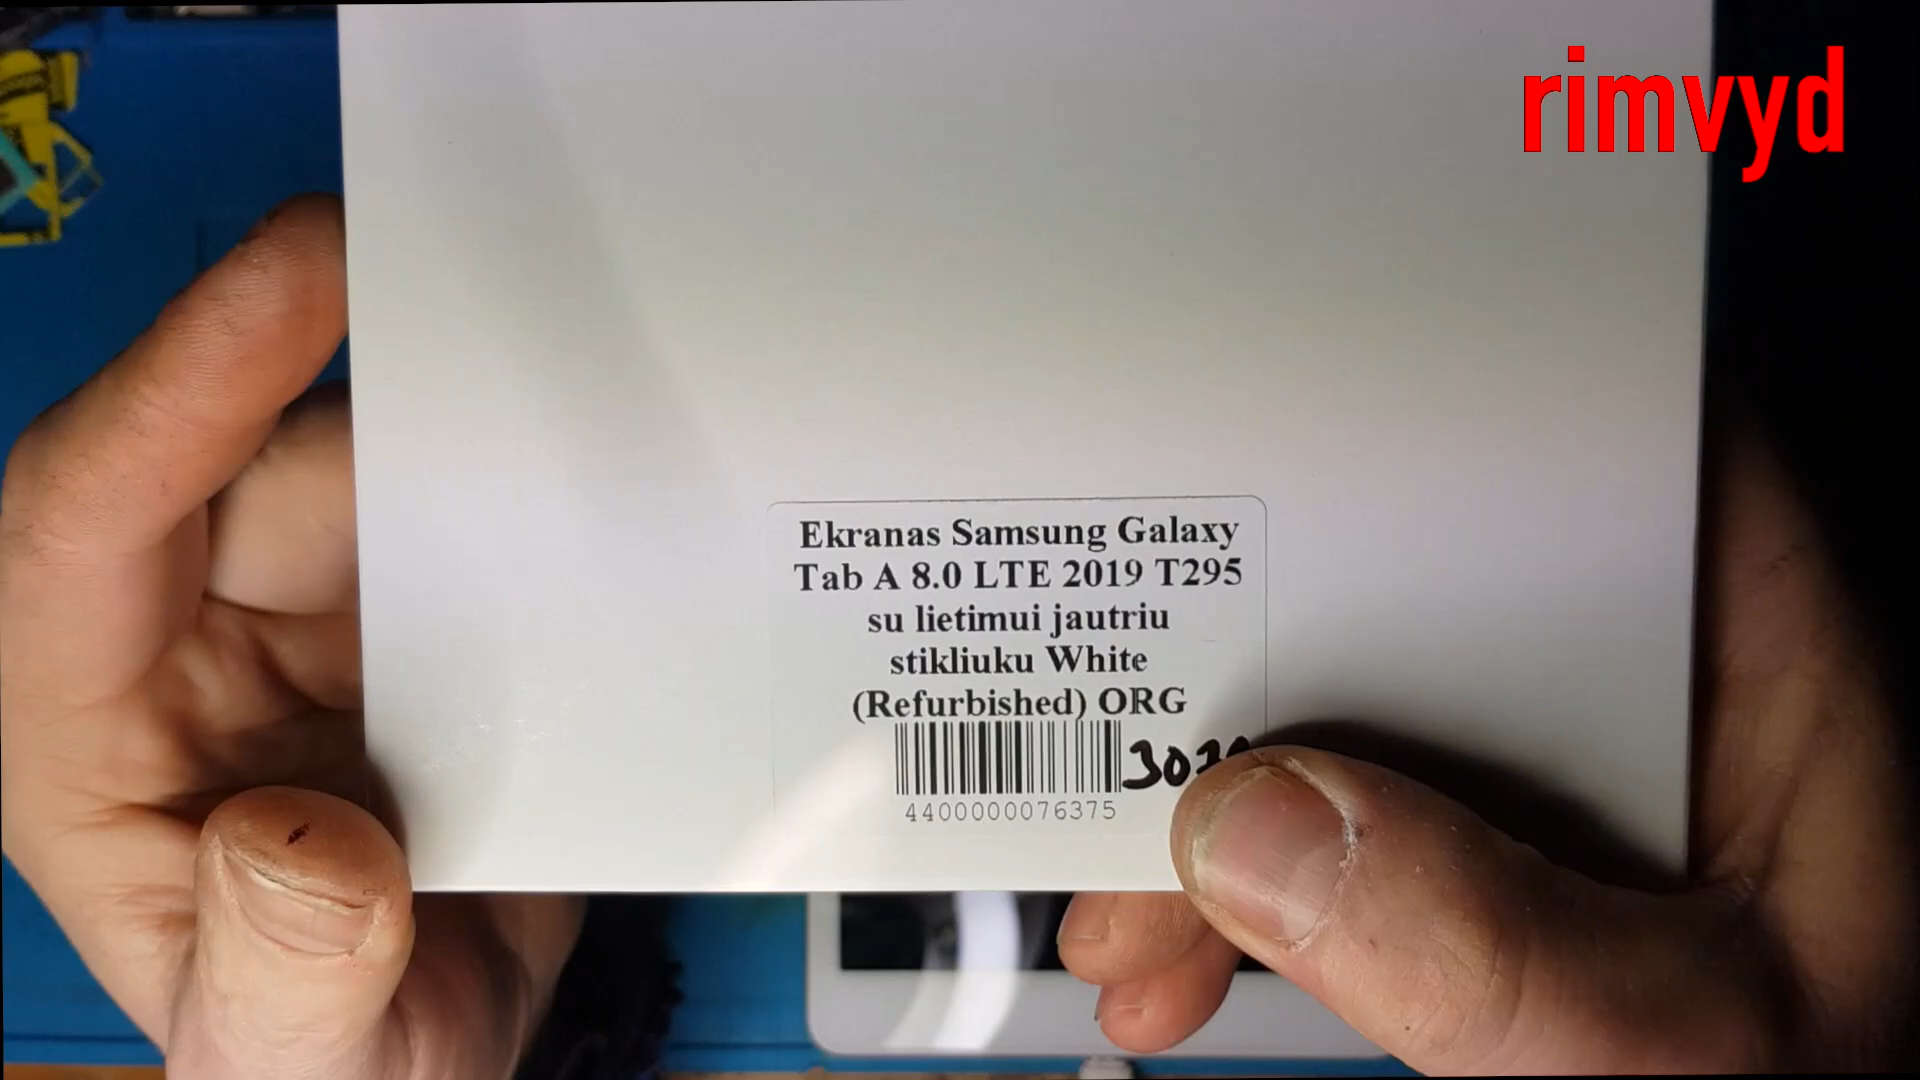 rimvyd
Ekranas Samsung Galaxy
Tab A 8.0 LTE 2019 T295
su lietimui jautriu
stikliuku White
(Refurbished) ORG
4400000076375